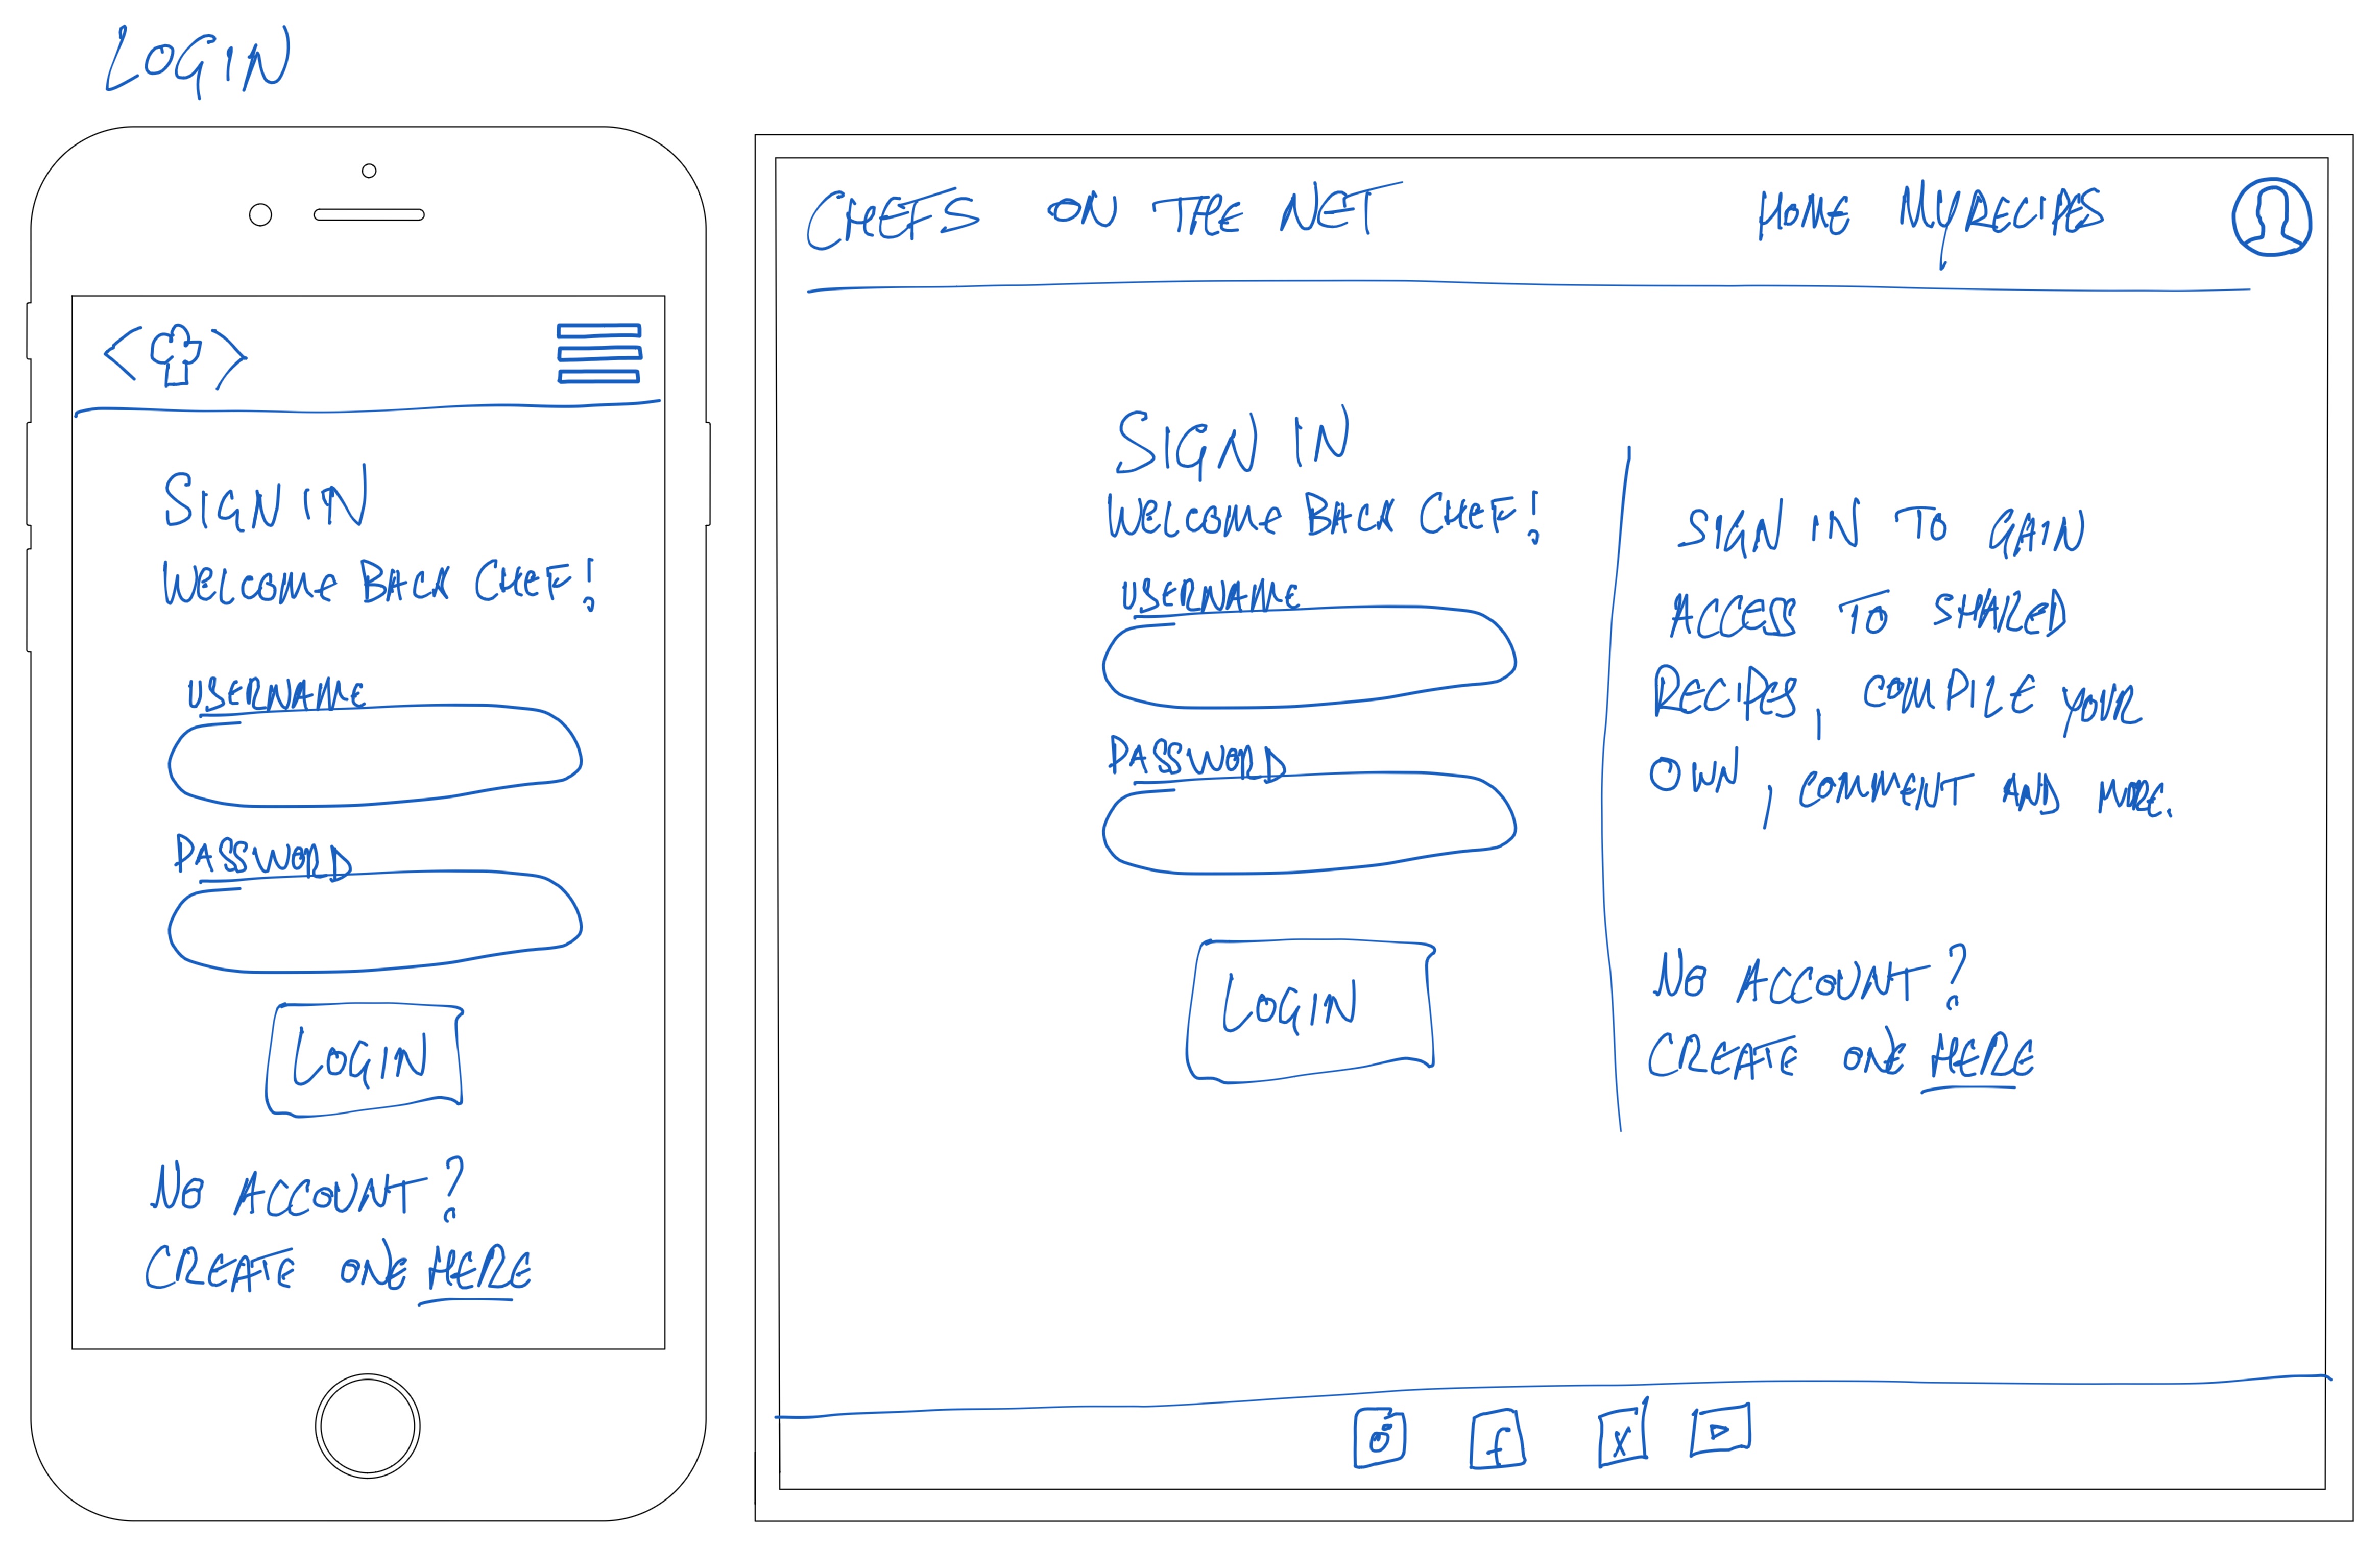 LOGIN
SIGN IN
WELCOME BACK CHEF!
USERNAME
PASSWORD
LOGIN
NO ACCOUNT?
CREATE ONE HERE
CHEFS ON THE NET
HOME MY RECIPES
SIGN IN
WELCOME BACK CHEF!
USERNAME
PASSWORD
LOGIN
SIGN IN TO GAIN
ACCESS TO SHARED
RECIPES, COMPILE YOUR
OWN, COMMENT AND MORE.
NO ACCOUNT?
CREATE ONE HERE
f X